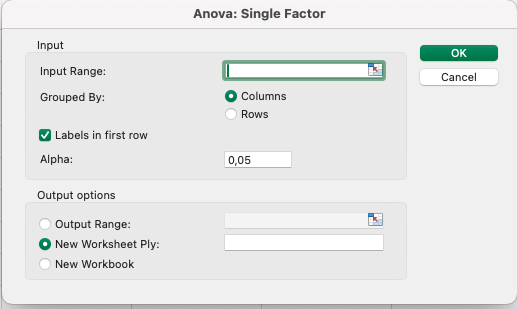 Anova: Single Factor
Input
OK
Input Range:
Cancel
Grouped By:
Columns
Rows
Labels in first row
Alpha:
0,05
Output options
Output Range:
New Worksheet Ply:
New Workbook